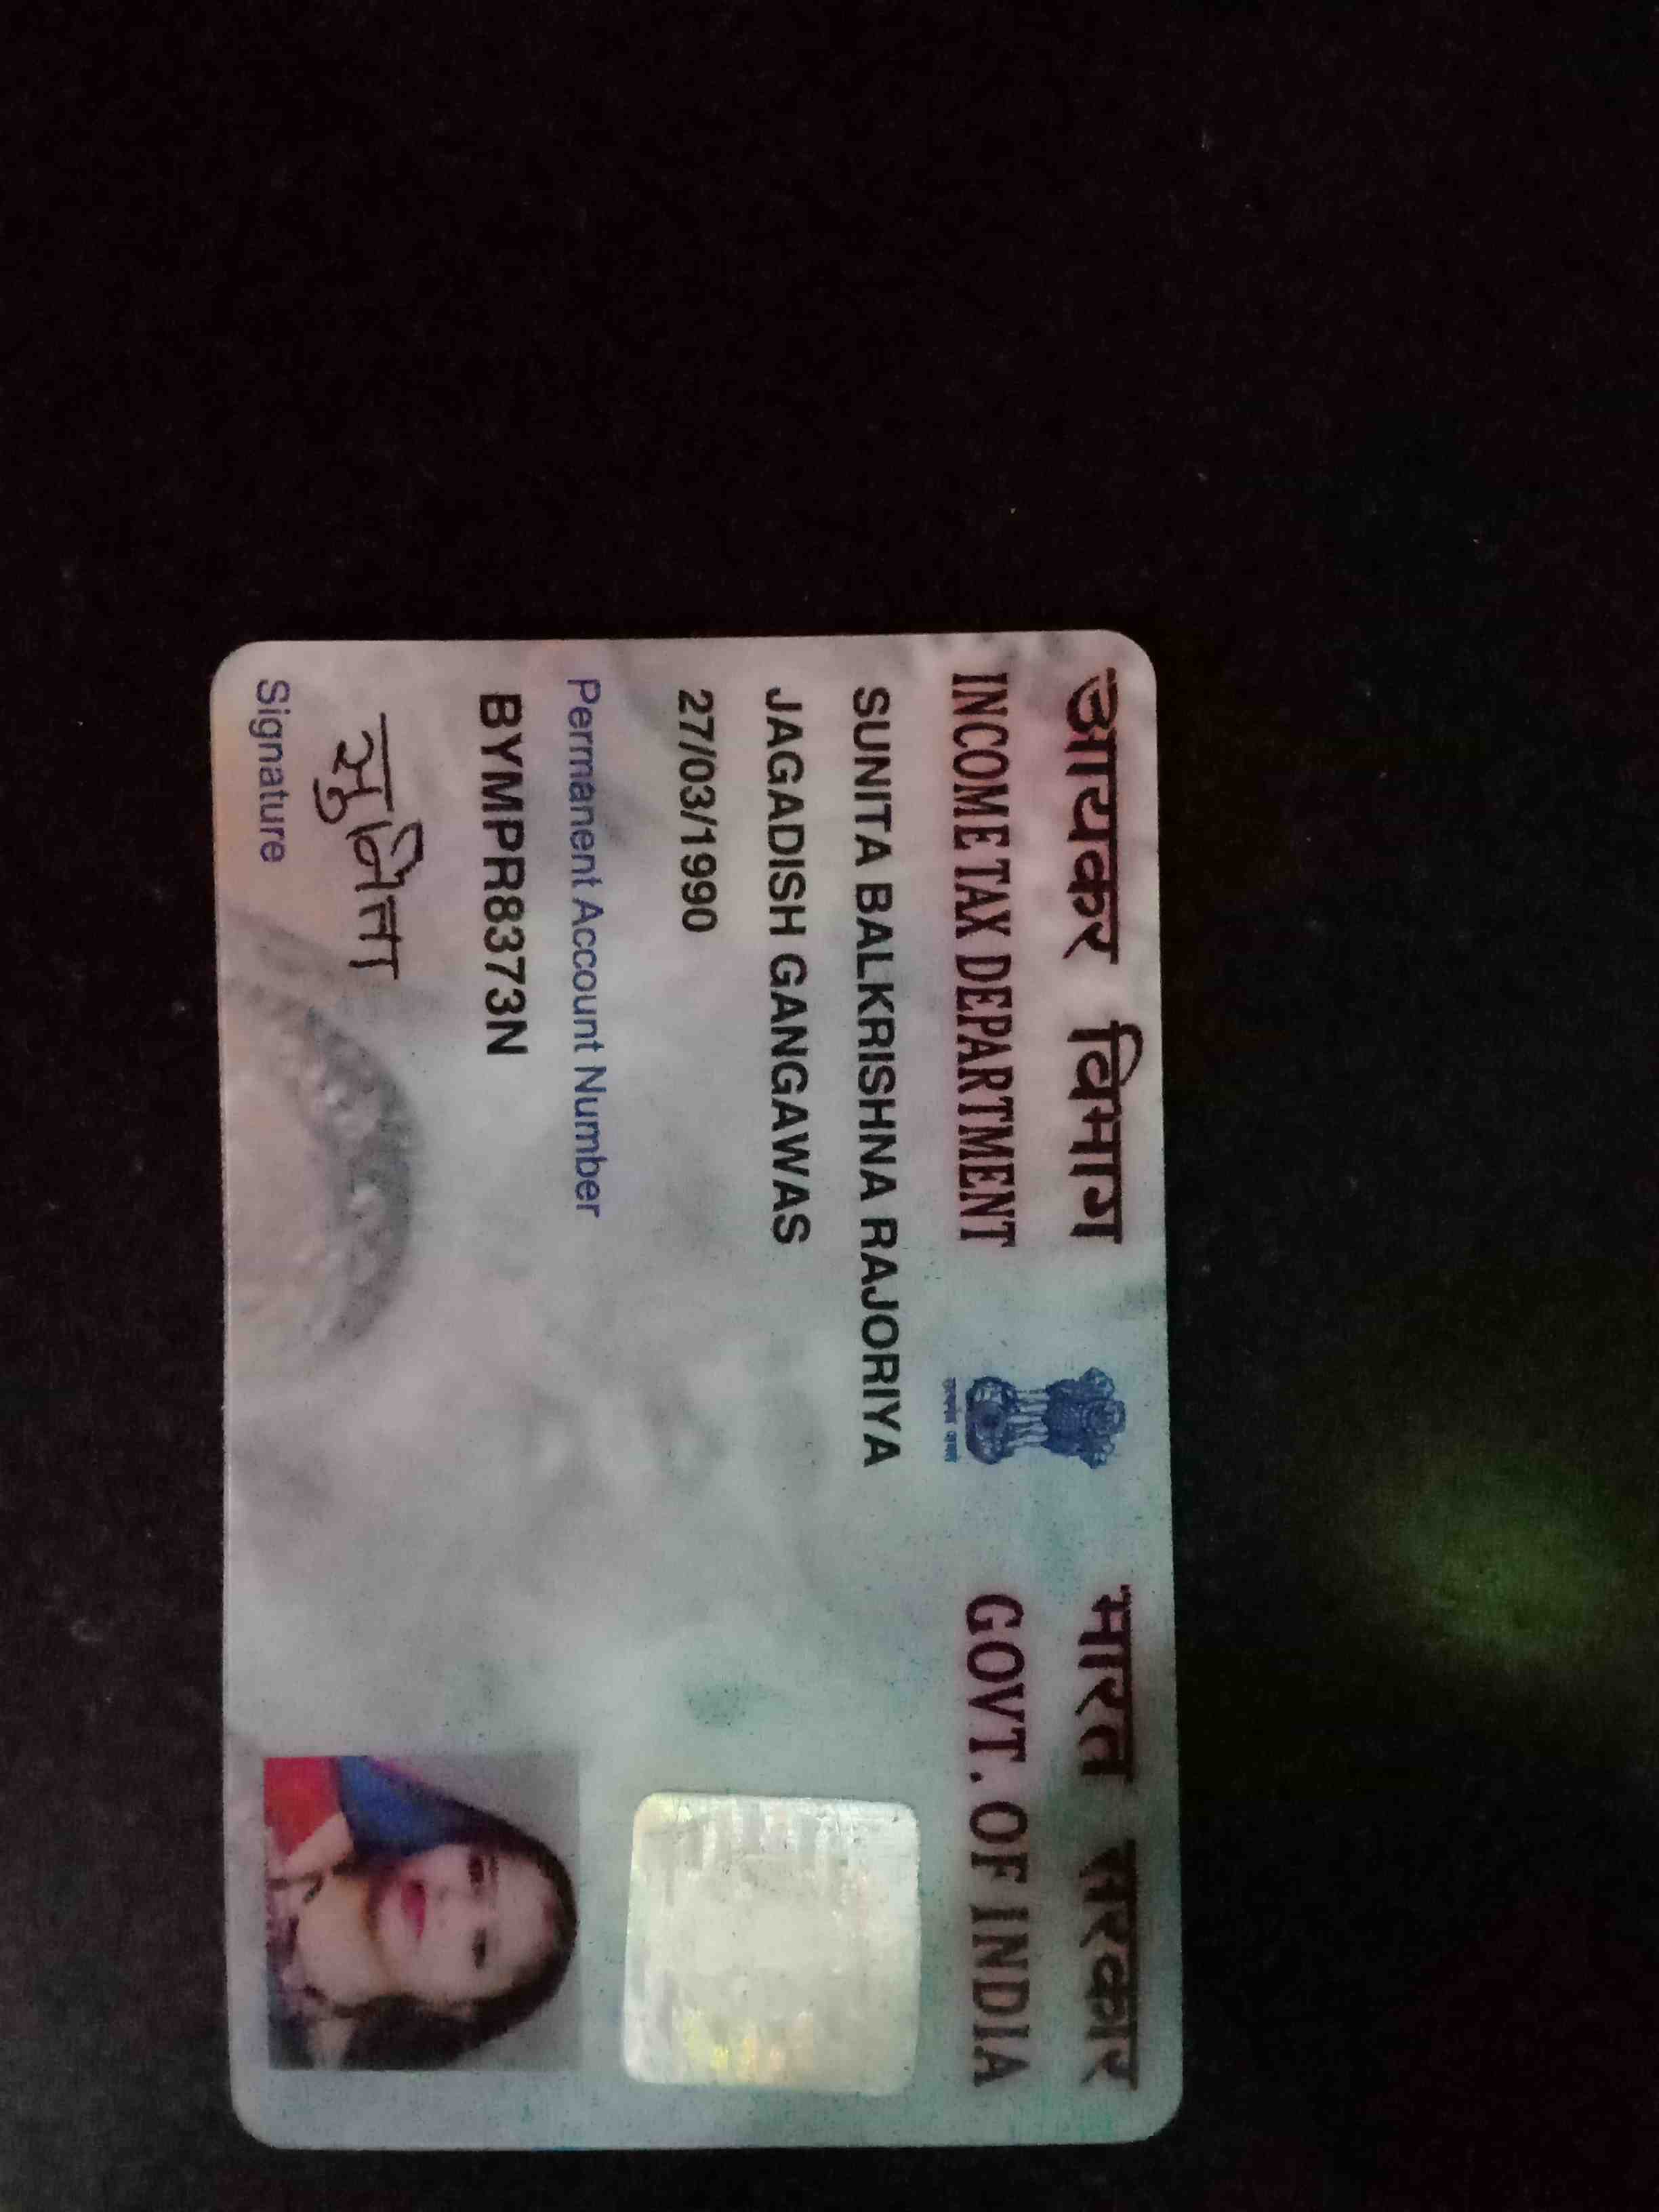 आयकर विभाग
INCOME TAX DEPARTMENT
भारत सरकार
GOVT. OF INDIA
सत्यमेव जयते
SUNITA BALKRISHNA RAJORIYA
JAGADISH GANGAWAS
27/03/1990
Permanent Account Number
BYMPR8373N
सुनिता
Signature